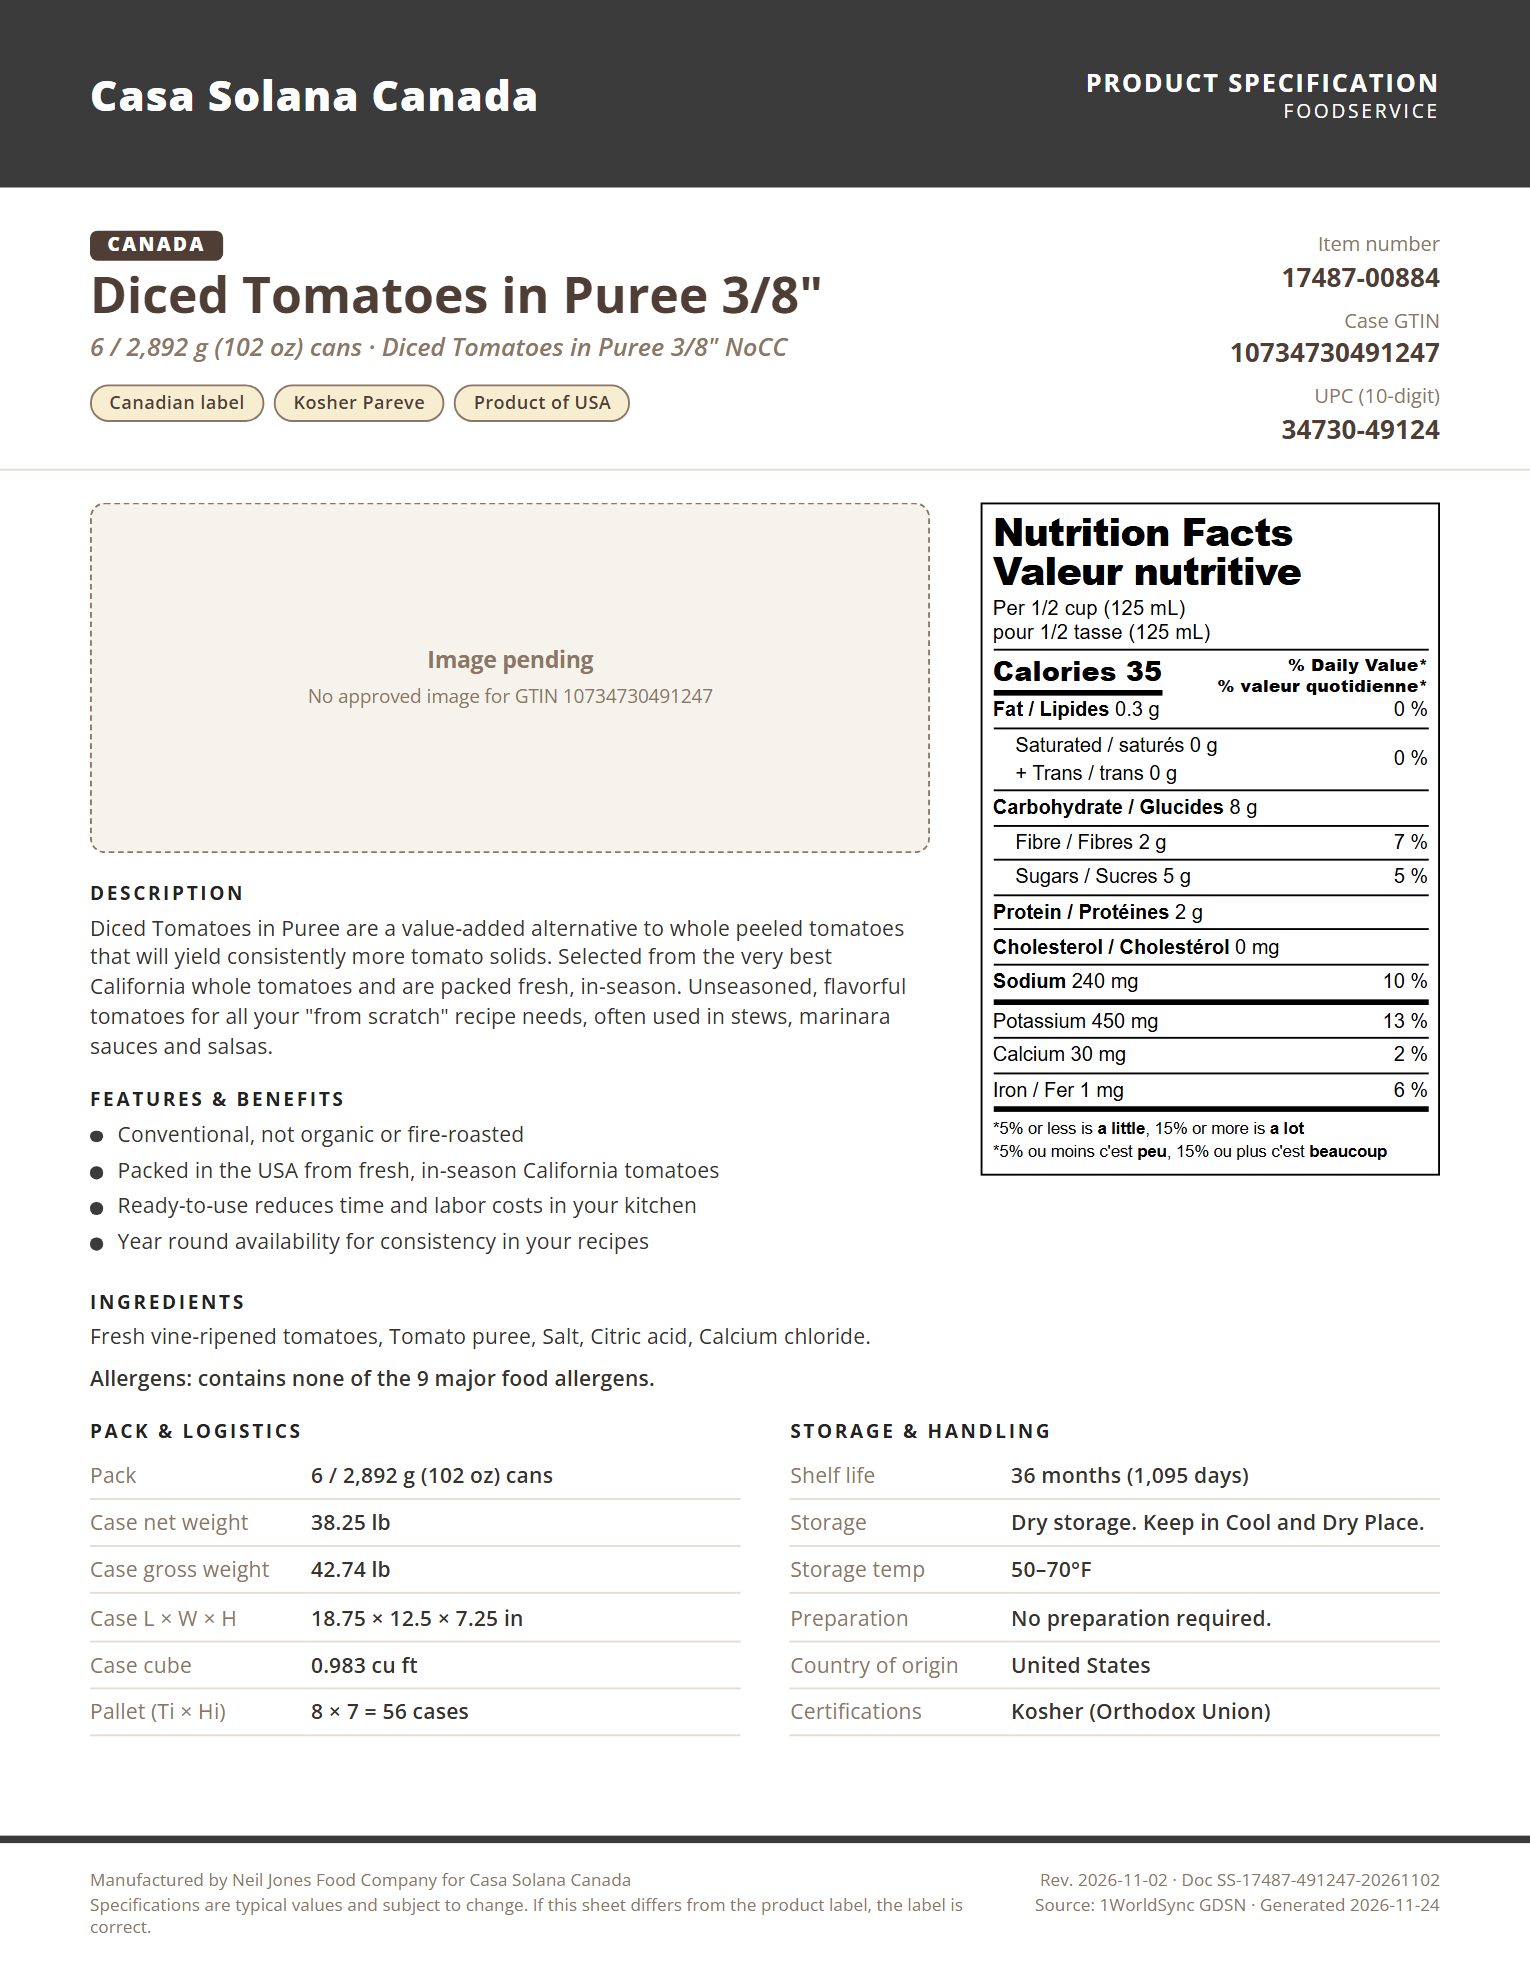 Casa Solana Canada
PRODUCT SPECIFICATION
FOODSERVICE
CANADA
Diced Tomatoes in Puree 3/8"
6 / 2,892 g (102 oz) cans · Diced Tomatoes in Puree 3/8" NoCC
Canadian label
Kosher Pareve
Product of USA
Item number
17487-00884
Case GTIN
10734730491247
UPC (10-digit)
34730-49124
Image pending
No approved image for GTIN 10734730491247
DESCRIPTION
Diced Tomatoes in Puree are a value-added alternative to whole peeled tomatoes
that will yield consistently more tomato solids. Selected from the very best
California whole tomatoes and are packed fresh, in-season. Unseasoned, flavorful
tomatoes for all your "from scratch" recipe needs, often used in stews, marinara
sauces and salsas.
FEATURES & BENEFITS
Conventional, not organic or fire-roasted
Packed in the USA from fresh, in-season California tomatoes
Ready-to-use reduces time and labor costs in your kitchen
Year round availability for consistency in your recipes
Nutrition Facts
Valeur nutritive
Per 1/2 cup (125 mL)
pour 1/2 tasse (125 mL)
Calories 35
% Daily Value*
% valeur quotidienne*
Fat / Lipides 0.3 g 0 %
Saturated / saturés 0 g
+ Trans / trans 0 g
0 %
Carbohydrate / Glucides 8 g
Fibre / Fibres 2 g 7 %
Sugars / Sucres 5 g 5 %
Protein / Protéines 2 g
Cholesterol / Cholestérol 0 mg
Sodium 240 mg 10 %
Potassium 450 mg 13 %
Calcium 30 mg 2 %
Iron / Fer 1 mg 6 %
*5% or less is a little, 15% or more is a lot
*5% ou moins c'est peu, 15% ou plus c'est beaucoup
INGREDIENTS
Fresh vine-ripened tomatoes, Tomato puree, Salt, Citric acid, Calcium chloride.
Allergens: contains none of the 9 major food allergens.
PACK & LOGISTICS
Pack 6 / 2,892 g (102 oz) cans
Case net weight 38.25 lb
Case gross weight 42.74 lb
Case L × W × H 18.75 × 12.5 × 7.25 in
Case cube 0.983 cu ft
Pallet (Ti × Hi) 8 × 7 = 56 cases
STORAGE & HANDLING
Shelf life 36 months (1,095 days)
Storage Dry storage. Keep in Cool and Dry Place.
Storage temp 50–70°F
Preparation No preparation required.
Country of origin United States
Certifications Kosher (Orthodox Union)
Manufactured by Neil Jones Food Company for Casa Solana Canada
Specifications are typical values and subject to change. If this sheet differs from the product label, the label is
correct.
Rev. 2026-11-02 · Doc SS-17487-491247-20261102
Source: 1WorldSync GDSN · Generated 2026-11-24